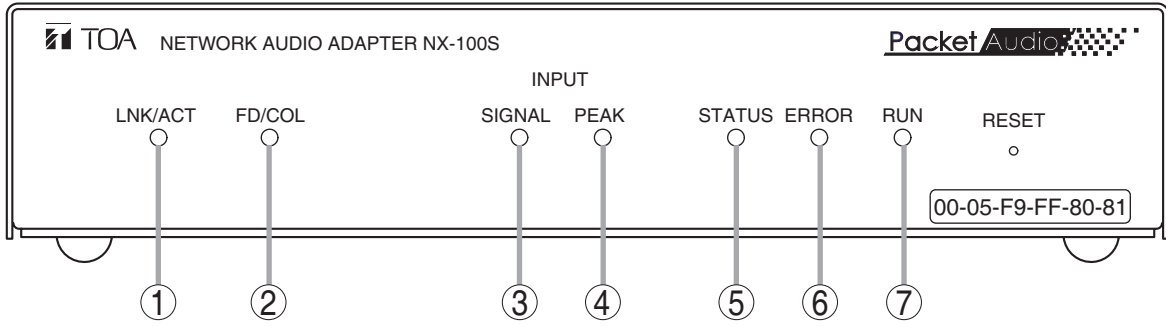 TOA NETWORK AUDIO ADAPTER NX-100S
Packet Audio
INPUT
LNK/ACT FD/COL SIGNAL PEAK STATUS ERROR RUN RESET
00-05-F9-FF-80-81
1 2 3 4 5 6 7